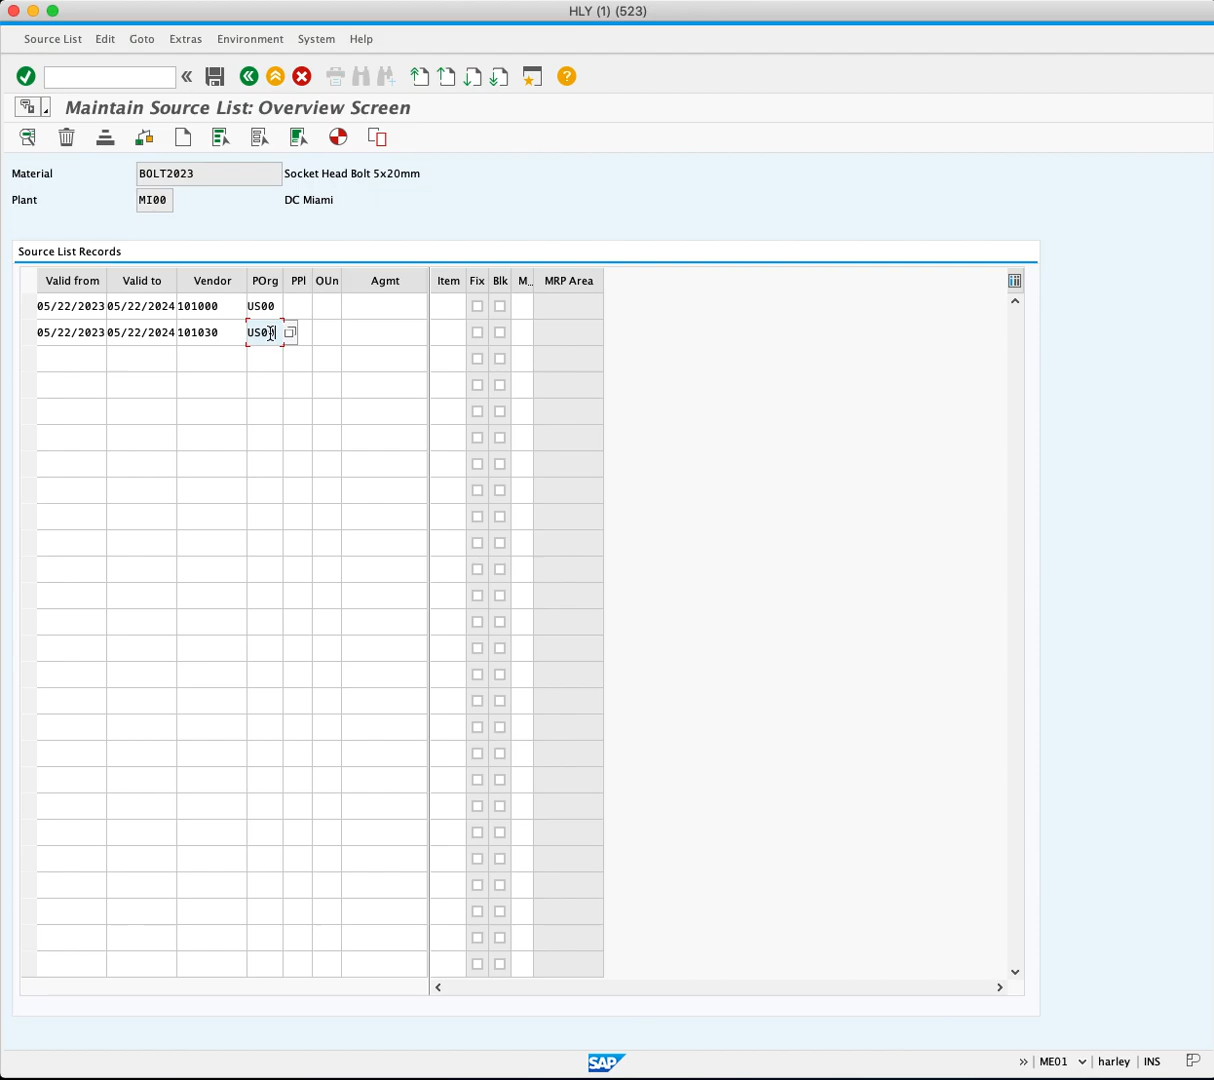 HLY (1) (523)
Source List Edit Goto Extras Environment System Help
Maintain Source List: Overview Screen
Material BOLT2023 Socket Head Bolt 5x20mm
Plant MI00 DC Miami
Source List Records
Valid from Valid to Vendor POrg PPl OUn Agmt Item Fix Blk M.. MRP Area
05/22/2023 05/22/2024 101000 US00
05/22/2023 05/22/2024 101030 US00
SAP ME01 harley INS